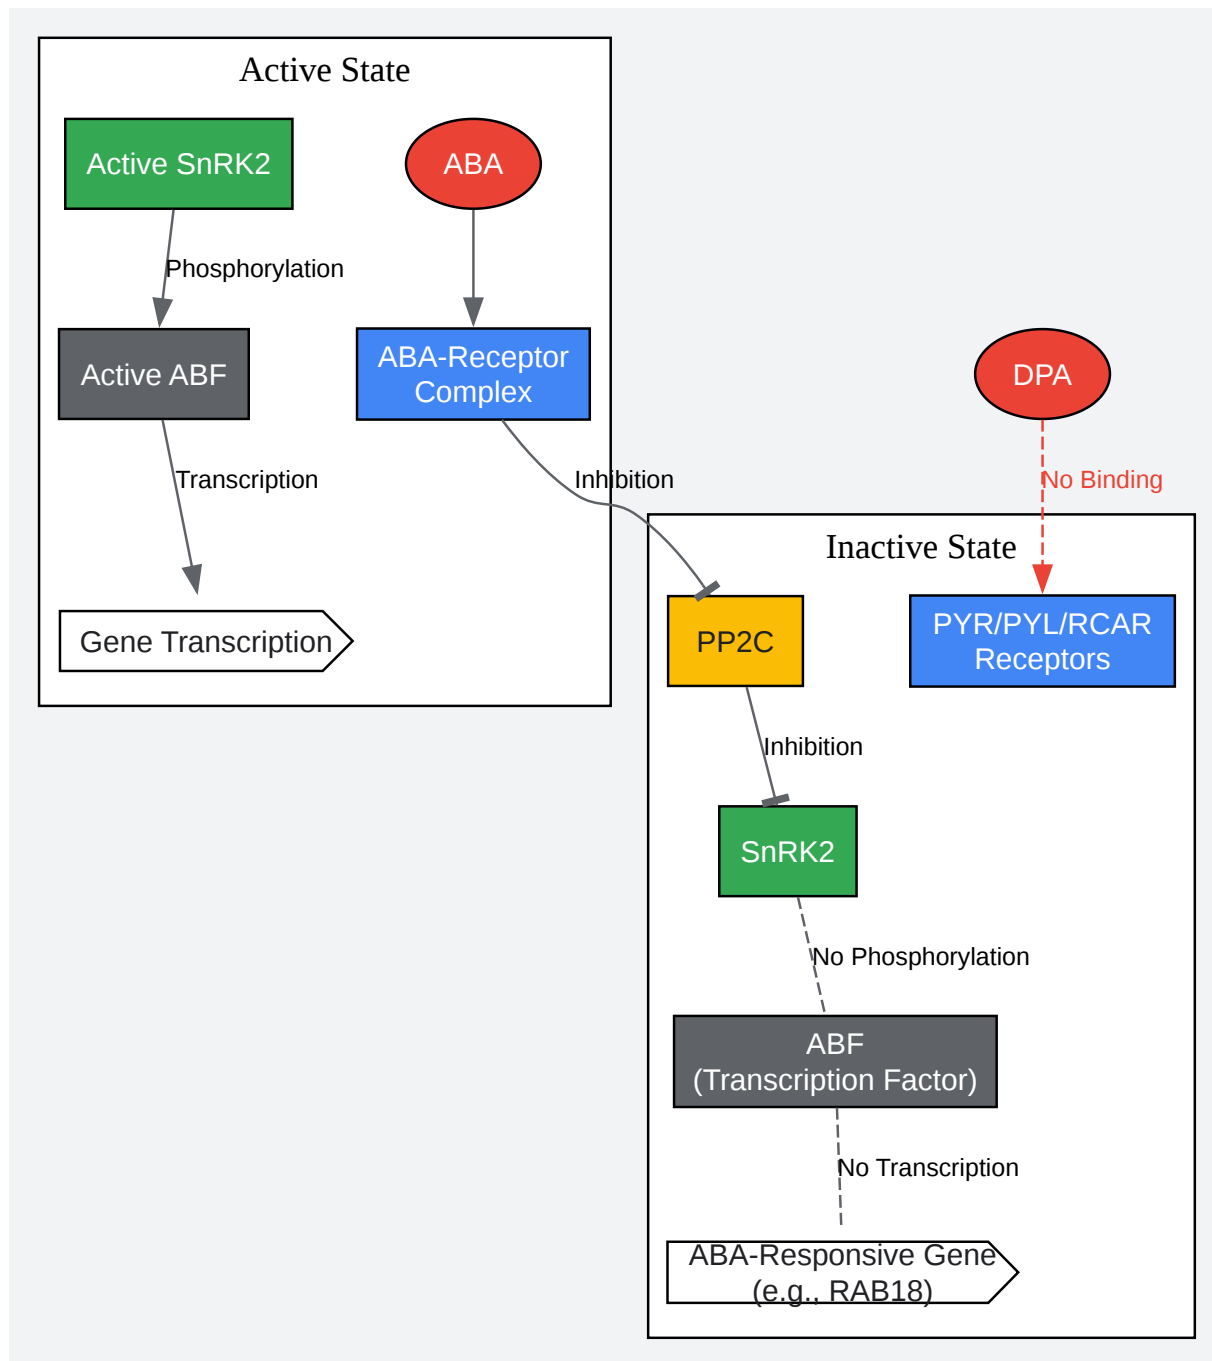 Active State
Active SnRK2
ABA
Phosphorylation
Active ABF
ABA-Receptor
Complex
DPA
Transcription
Inhibition
No Binding
Inactive State
Gene Transcription
PP2C
PYR/PYL/RCAR
Receptors
Inhibition
SnRK2
No Phosphorylation
ABF
(Transcription Factor)
No Transcription
ABA-Responsive Gene
(e.g., RAB18)